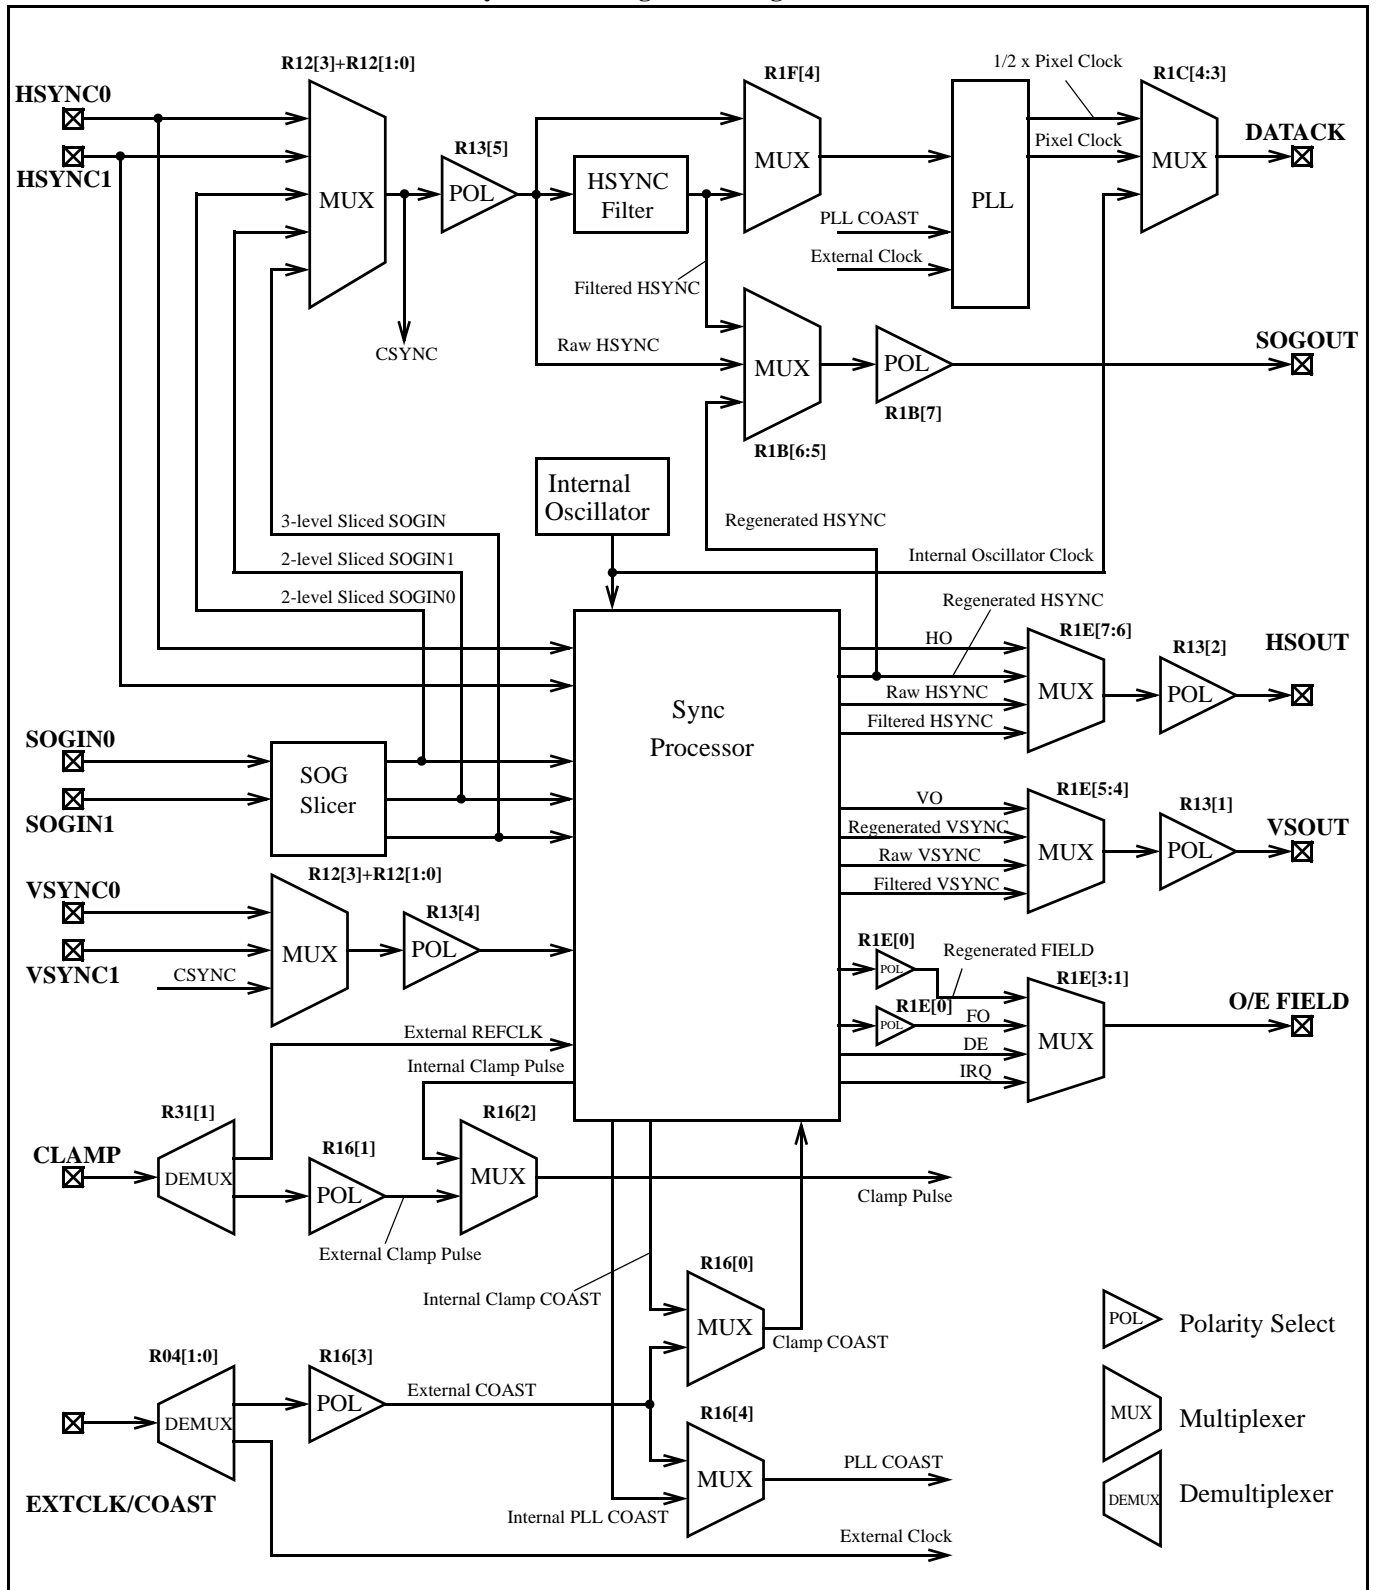 R12[3]+R12[1:0]
R1F[4]
1/2 x Pixel Clock
R1C[4:3]
HSYNC0
HSYNC1
R13[5]
MUX
POL
HSYNC
Filter
MUX
PLL
Pixel Clock
MUX
DATACK
PLL COAST
External Clock
Filtered HSYNC
CSYNC
Raw HSYNC
MUX
POL
SOGOUT
R1B[7]
R1B[6:5]
Internal
Oscillator
3-level Sliced SOGIN
Regenerated HSYNC
2-level Sliced SOGIN1
Internal Oscillator Clock
2-level Sliced SOGIN0
Regenerated HSYNC
HO
R1E[7:6]
R13[2]
HSOUT
Raw HSYNC
MUX
POL
Filtered HSYNC
Sync
Processor
SOGIN0
SOGIN1
SOG
Slicer
VO
R1E[5:4]
R13[1]
Regenerated VSYNC
VSOUT
Raw VSYNC
MUX
POL
Filtered VSYNC
R12[3]+R12[1:0]
VSYNC0
R13[4]
MUX
POL
VSYNC1
CSYNC
R1E[0]
Regenerated FIELD
POL
R1E[3:1]
R1E[0]
FO
O/E FIELD
POL
DE
MUX
IRQ
External REFCLK
Internal Clamp Pulse
R31[1]
R16[2]
CLAMP
R16[1]
DEMUX
POL
MUX
Clamp Pulse
External Clamp Pulse
R16[0]
Internal Clamp COAST
MUX
Clamp COAST
POL
Polarity Select
R04[1:0]
R16[3]
External COAST
DEMUX
POL
R16[4]
MUX
Multiplexer
PLL COAST
MUX
EXTCLK/COAST
Internal PLL COAST
DEMUX
Demultiplexer
External Clock